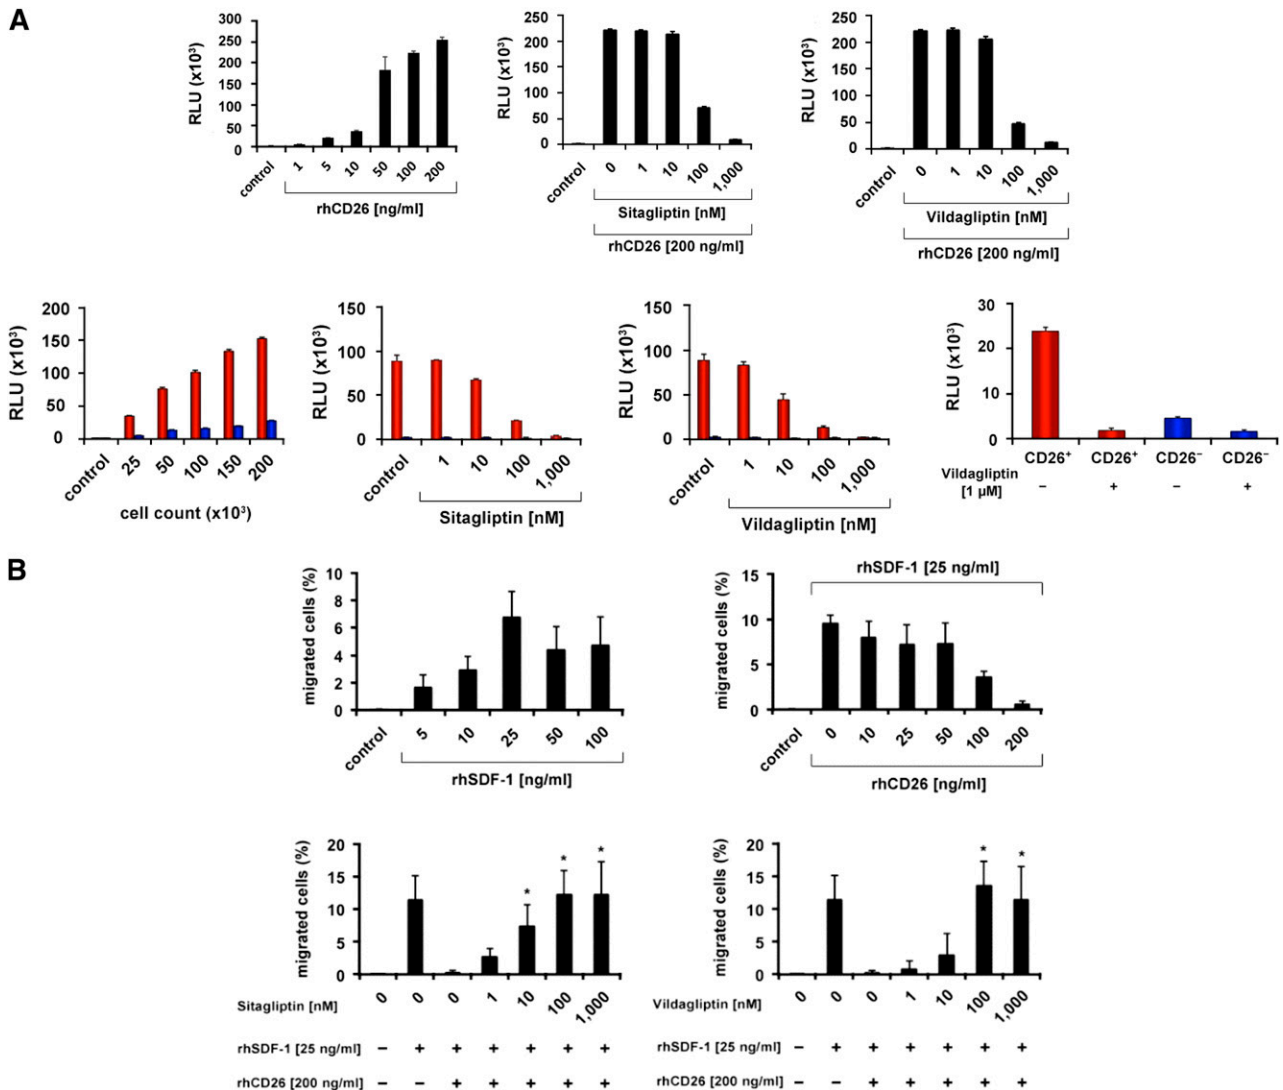 A
RLU (x10³)
300
250
200
150
100
50
0
control
1
5
10
50
100
200
rhCD26 [ng/ml]
RLU (x10³)
250
200
150
100
50
0
control
0
1
10
100
1,000
Sitagliptin [nM]
rhCD26 [200 ng/ml]
RLU (x10³)
250
200
150
100
50
0
control
0
1
10
100
1,000
Vildagliptin [nM]
rhCD26 [200 ng/ml]
RLU (x10³)
200
150
100
50
0
control
25
50
100
150
200
cell count (x10³)
RLU (x10³)
150
100
50
0
control
1
10
100
1,000
Sitagliptin [nM]
RLU (x10³)
150
100
50
0
control
1
10
100
1,000
Vildagliptin [nM]
RLU (x10³)
30
20
10
0
CD26⁺ CD26⁺ CD26⁻ CD26⁻
Vildagliptin
[1 µM]
– + – +
B
migrated cells (%)
10
8
6
4
2
0
control
5
10
25
50
100
rhSDF-1 [ng/ml]
rhSDF-1 [25 ng/ml]
migrated cells (%)
15
10
5
0
control
0
10
25
50
100
200
rhCD26 [ng/ml]
migrated cells (%)
20
15
10
5
0
* * *
Sitagliptin [nM] 0 0 0 1 10 100 1,000
rhSDF-1 [25 ng/ml] – + + + + + +
rhCD26 [200 ng/ml] – – + + + + +
migrated cells (%)
20
15
10
5
0
* *
Vildagliptin [nM] 0 0 0 1 10 100 1,000
rhSDF-1 [25 ng/ml] – + + + + + +
rhCD26 [200 ng/ml] – – + + + + +